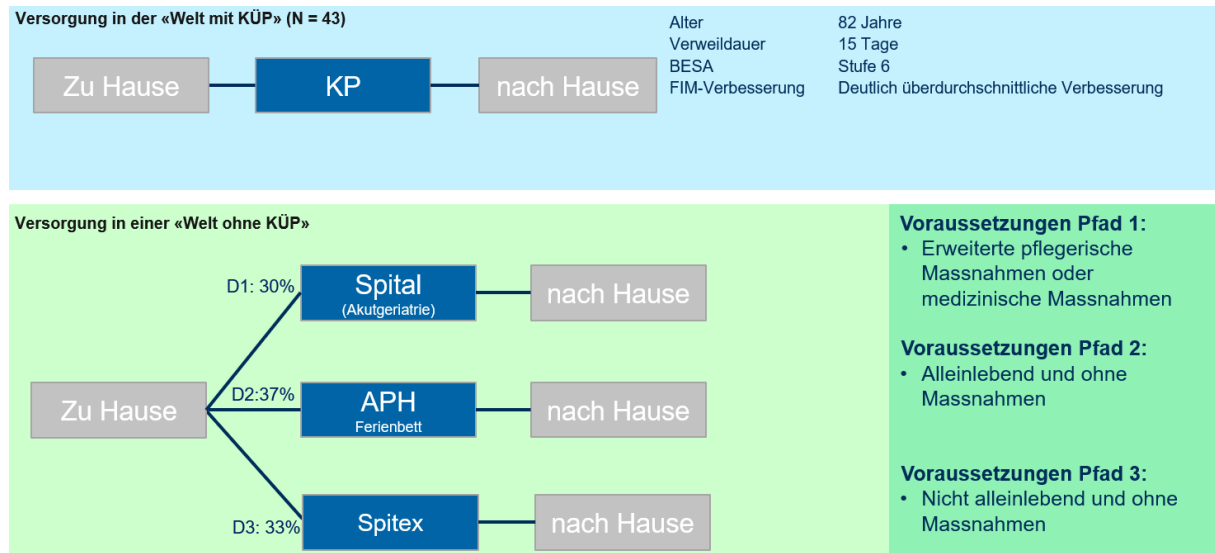 Versorgung in der «Welt mit KÜP» (N = 43)
Zu Hause
KP
nach Hause
Alter 82 Jahre
Verweildauer 15 Tage
BESA Stufe 6
FIM-Verbesserung Deutlich überdurchschnittliche Verbesserung
Versorgung in einer «Welt ohne KÜP»
Zu Hause
D1: 30%
Spital
(Akutgeriatrie)
nach Hause
D2:37%
APH
Ferienbett
nach Hause
D3: 33%
Spitex
nach Hause
Voraussetzungen Pfad 1:
• Erweiterte pflegerische
Massnahmen oder
medizinische Massnahmen
Voraussetzungen Pfad 2:
• Alleinlebend und ohne
Massnahmen
Voraussetzungen Pfad 3:
• Nicht alleinlebend und ohne
Massnahmen